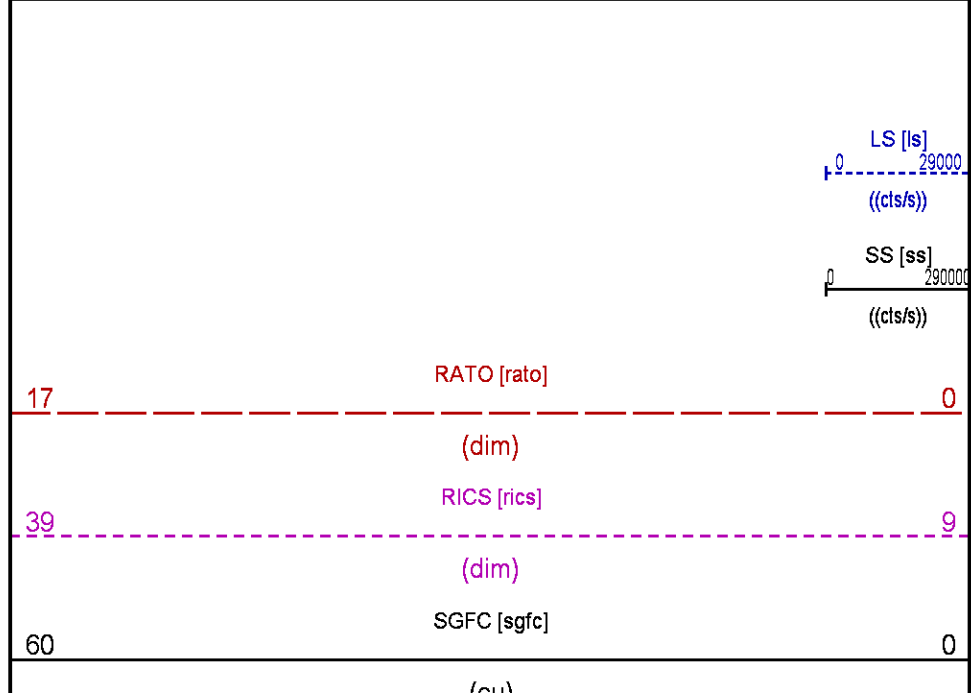 LS [ls]
0 29000
((cts/s))
SS [ss]
0 290000
((cts/s))
RATO [rato]
17 0
(dim)
RICS [rics]
39 9
(dim)
SGFC [sgfc]
60 0
(cu)